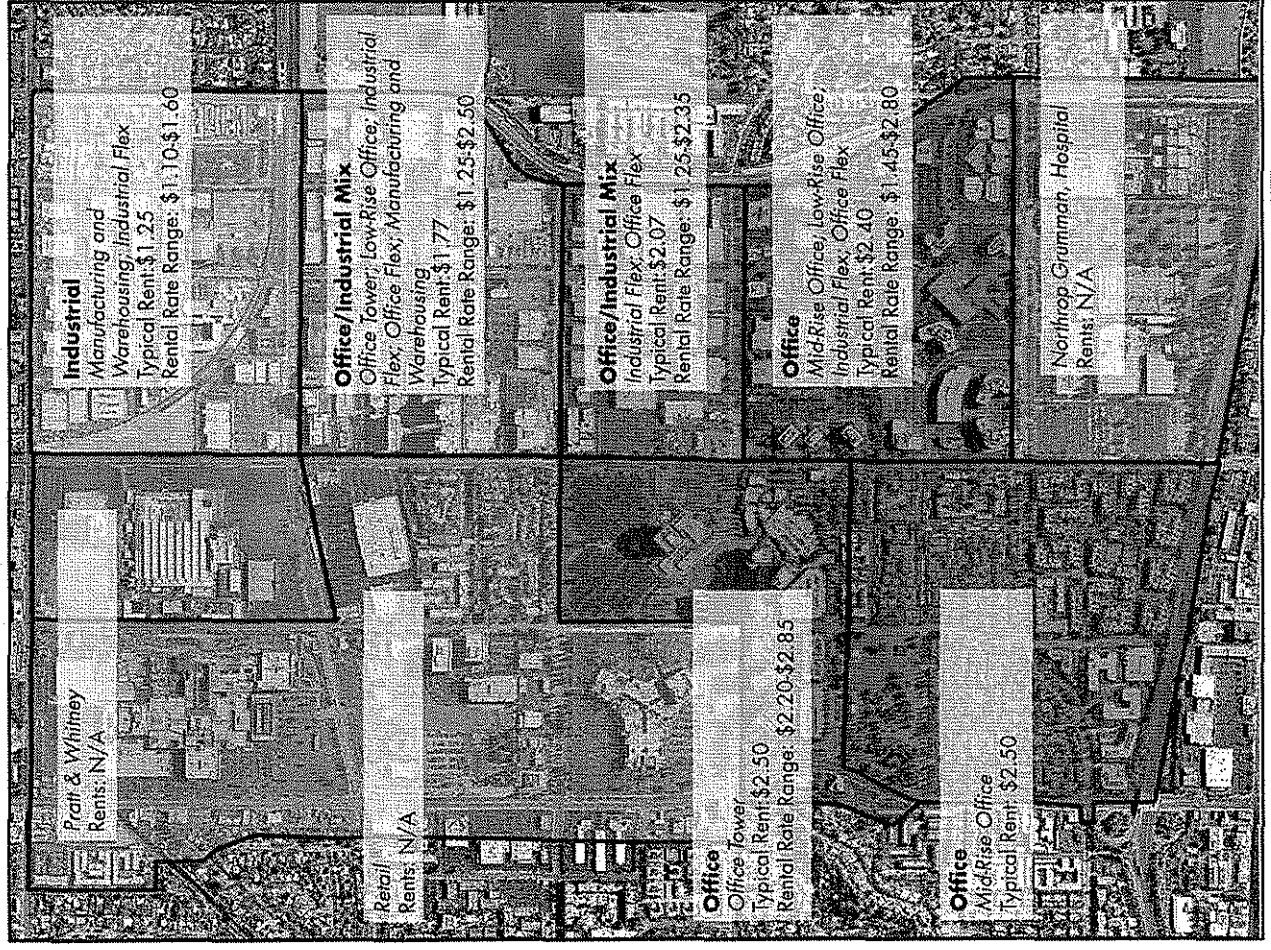 Pratt & Whitney
Rents: N/A
Industrial
Manufacturing and
Warehousing; Industrial Flex
Typical Rent:$1.25
Rental Rate Range: $1.10-$1.60
Retail
Rents: N/A
Office/Industrial Mix
Office Tower; Low-Rise Office; Industrial
Flex; Office Flex; Manufacturing and
Warehousing
Typical Rent:$1.77
Rental Rate Range: $1.25-$2.50
Office/Industrial Mix
Industrial Flex; Office Flex
Typical Rent:$2.07
Rental Rate Range: $1.25-$2.35
Office
Office Tower
Typical Rent:$2.50
Rental Rate Range: $2.20-$2.85
Office
Mid-Rise Office, Low-Rise Office;
Industrial Flex; Office Flex
Typical Rent:$2.40
Rental Rate Range: $1.45-$2.80
Office
Mid-Rise Office
Typical Rent: $2.50
Northrop Grumman, Hospital
Rents: N/A